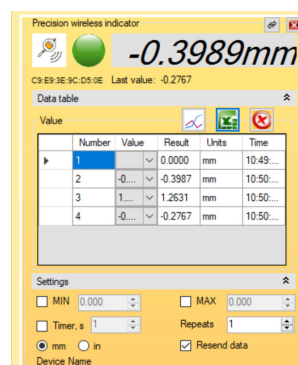 Precision wireless indicator
-0.3989mm
C9:E9:3E:9C:D5:0E Last value: -0.2767
Data table
Value
Number Value Result Units Time
1 0.0000 mm 10:49:...
2 -0.... -0.3987 mm 10:50:...
3 1.... 1.2631 mm 10:50:...
4 -0.... -0.2767 mm 10:50:...
Settings
MIN 0.000 MAX 0.000
Timer, s 1 Repeats 1
mm in Resend data
Device Name